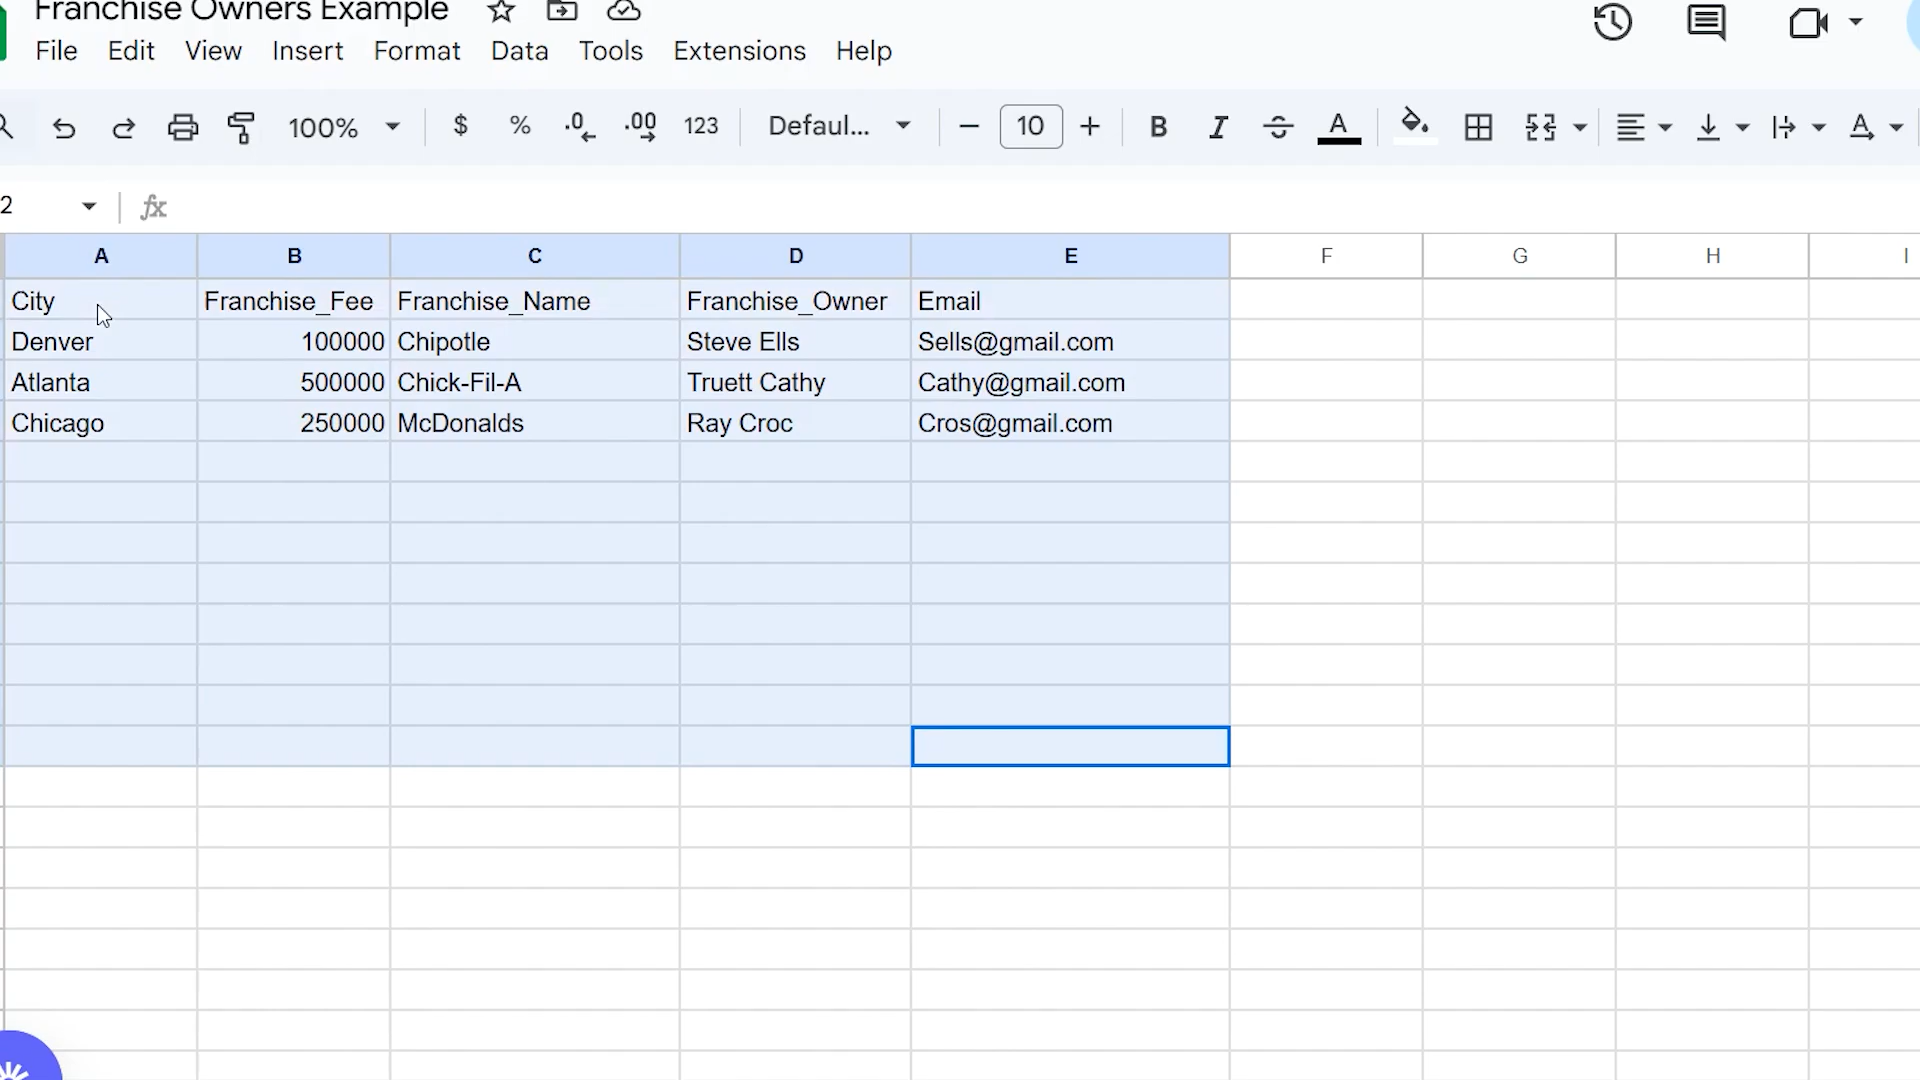 Franchise Owners Example
File Edit View Insert Format Data Tools Extensions Help
100% $ % .0 .00 123 Defaul... 10 B I A A
2 fx
A B C D E F G H I
City Franchise_Fee Franchise_Name Franchise_Owner Email
Denver 100000 Chipotle Steve Ells Sells@gmail.com
Atlanta 500000 Chick-Fil-A Truett Cathy Cathy@gmail.com
Chicago 250000 McDonalds Ray Croc Cros@gmail.com